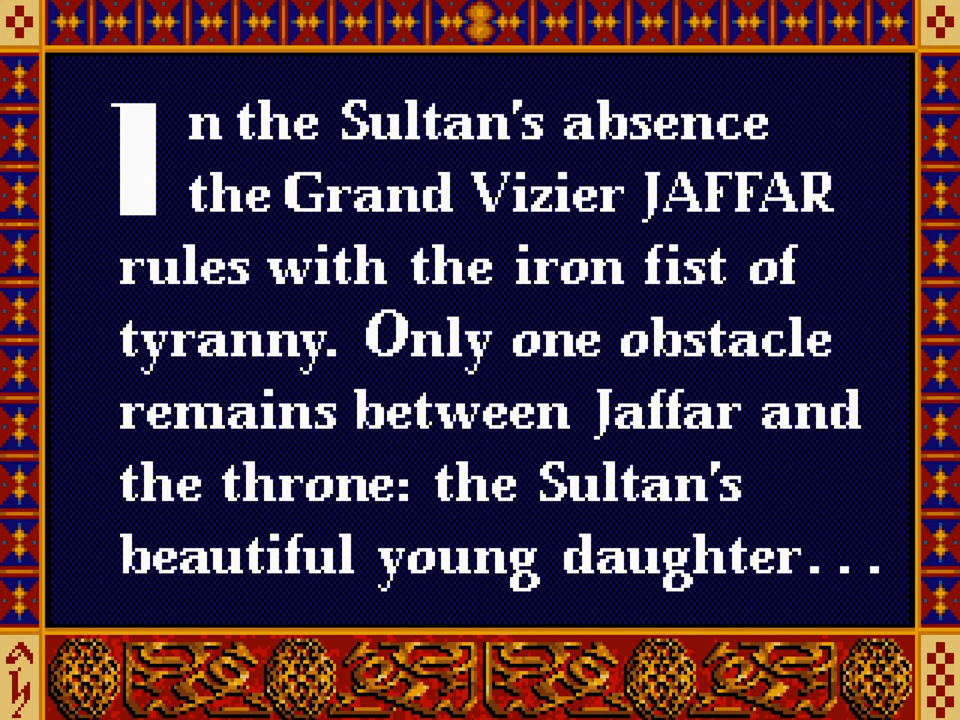 In the Sultan's absence
the Grand Vizier JAFFAR
rules with the iron fist of
tyranny. Only one obstacle
remains between Jaffar and
the throne: the Sultan's
beautiful young daughter...